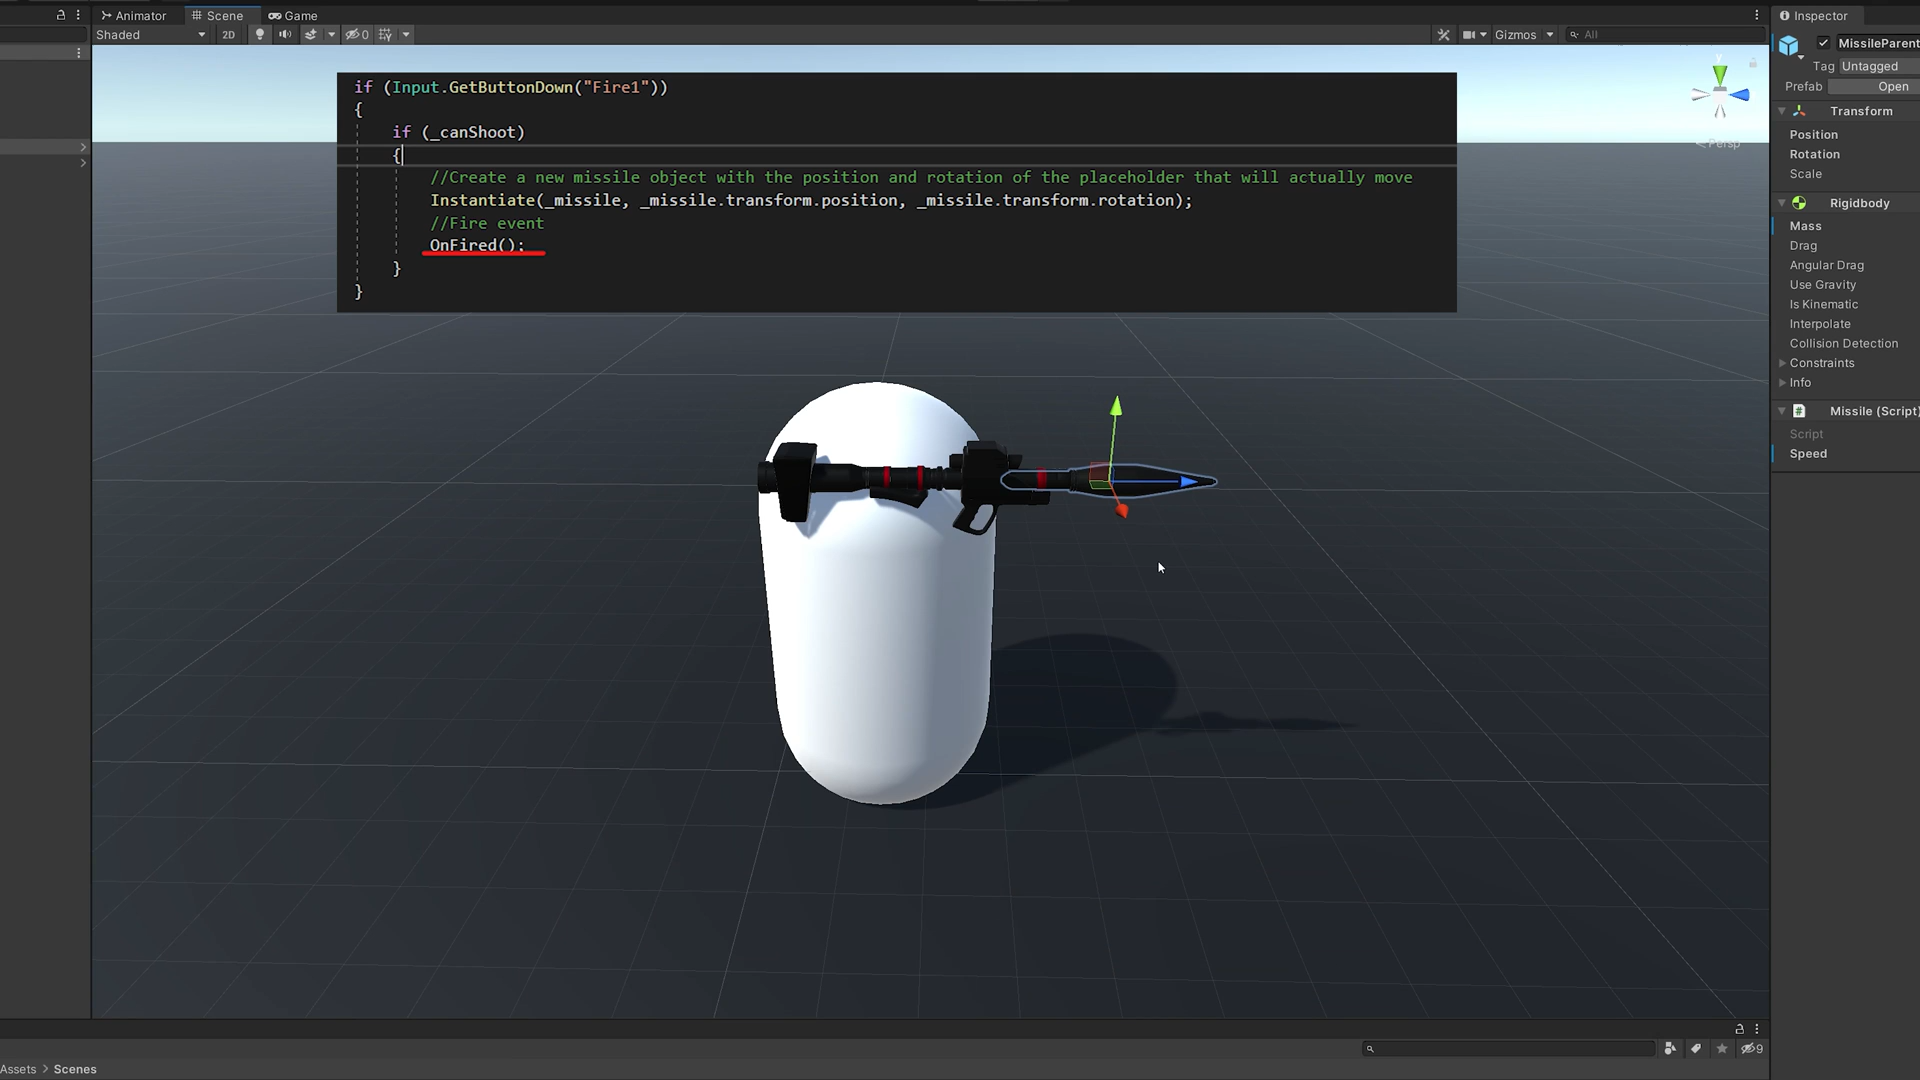 Animator Scene Game
Inspector
Shaded 2D 0 Gizmos All
MissileParent
Tag Untagged
Prefab Open
if (Input.GetButtonDown("Fire1"))
{
if (_canShoot)
{
//Create a new missile object with the position and rotation of the placeholder that will actually move
Instantiate(_missile, _missile.transform.position, _missile.transform.rotation);
//Fire event
OnFired();
}
}
y
Persp
Transform
Position
Rotation
Scale
Rigidbody
Mass
Drag
Angular Drag
Use Gravity
Is Kinematic
Interpolate
Collision Detection
Constraints
Info
# Missile (Script)
Script
Speed
9
Assets > Scenes